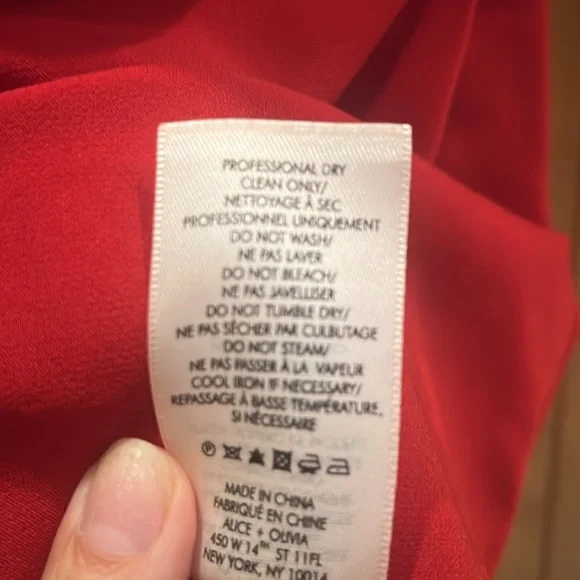 PROFESSIONAL DRY
CLEAN ONLY/
NETTOYAGE À SEC
PROFESSIONNEL UNIQUEMENT
DO NOT WASH/
NE PAS LAVER
DO NOT BLEACH/
NE PAS JAVELLISER
DO NOT TUMBLE DRY/
NE PAS SÉCHER PAR CULBUTAGE
DO NOT STEAM/
NE PAS PASSER À LA VAPEUR
COOL IRON IF NECESSARY/
REPASSAGE À BASSE TEMPÉRATURE,
SI NÉCESSAIRE
MADE IN CHINA
FABRIQUÉ EN CHINE
ALICE + OLIVIA
450 W 14TH ST 11FL
NEW YORK, NY 10014